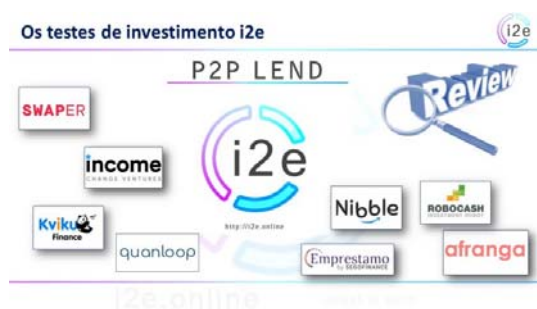 Os testes de investimento i2e
i2e
P2P LEND
Review
SWAPER
i2e
income
CHANGE VENTURES
http://i2e.online
Nibble
ROBOCASH
Kviku
Finance
quanloop
Emprestamo
by SEGOFINANCE
afranga
i2e.online